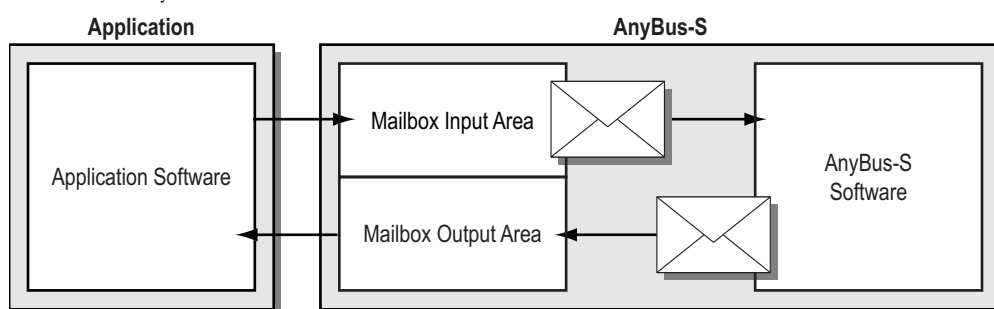 Application
AnyBus-S
Application Software
Mailbox Input Area
Mailbox Output Area
AnyBus-S
Software